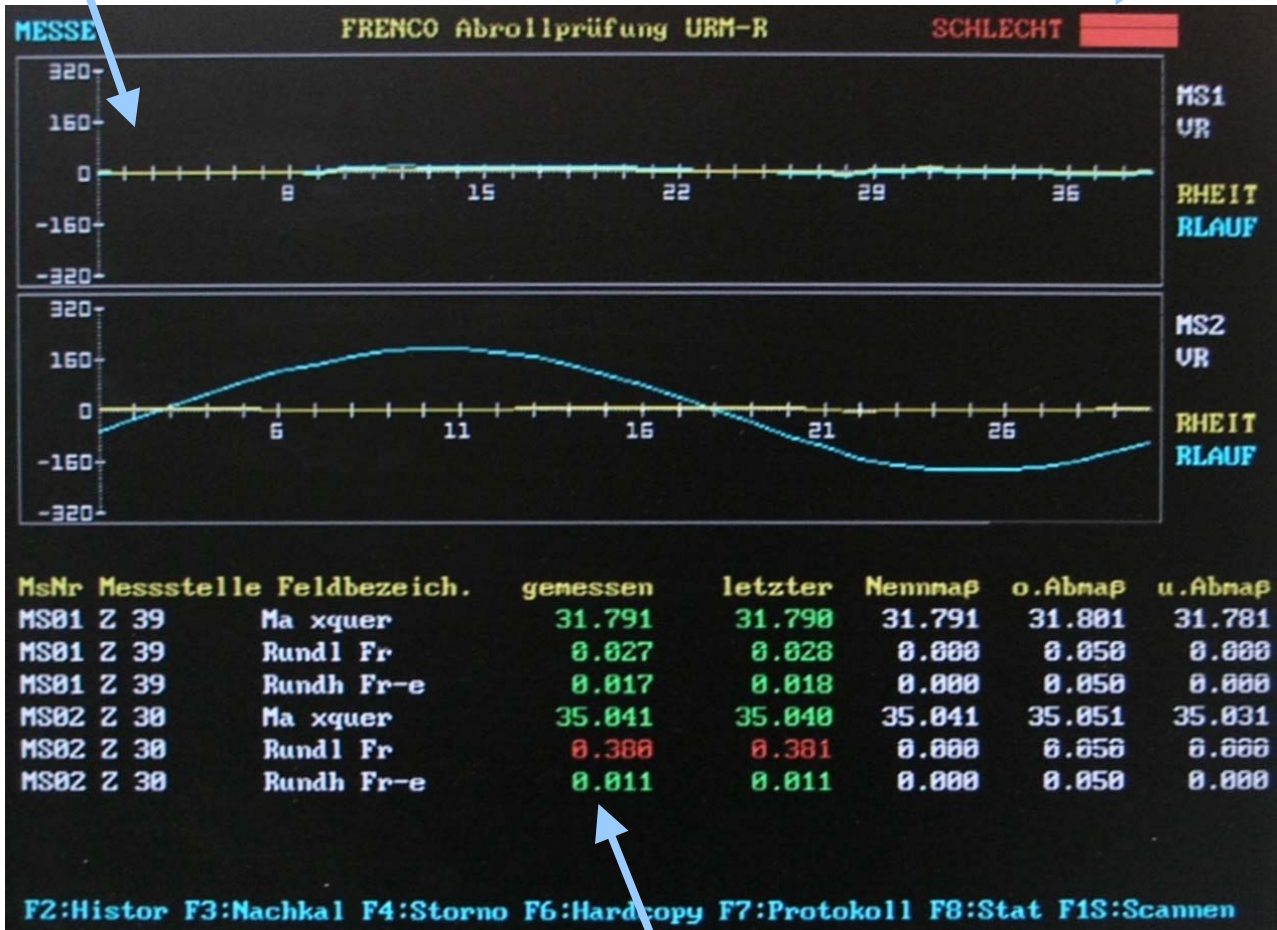 MESSE FRENCO Abrollprüfung URM-R SCHLECHT
320
160
0
-160
-320
8 15 22 29 36
MS1
VR
RHEIT
RLAUF
320
160
0
-160
-320
6 11 16 21 26
MS2
VR
RHEIT
RLAUF
MsNr Messstelle Feldbezeich. gemessen letzter Nennmaß o.Abmaß u.Abmaß
MS01 Z 39 Ma xquer 31.791 31.790 31.791 31.801 31.781
MS01 Z 39 Rundl Fr 0.027 0.028 0.000 0.050 0.000
MS01 Z 39 Rundh Fr-e 0.017 0.018 0.000 0.050 0.000
MS02 Z 30 Ma xquer 35.041 35.040 35.041 35.051 35.031
MS02 Z 30 Rundl Fr 0.380 0.381 0.000 0.050 0.000
MS02 Z 30 Rundh Fr-e 0.011 0.011 0.000 0.050 0.000
F2:Histor F3:Nachkal F4:Storno F6:Hardcopy F7:Protokoll F8:Stat F1S:Scannen